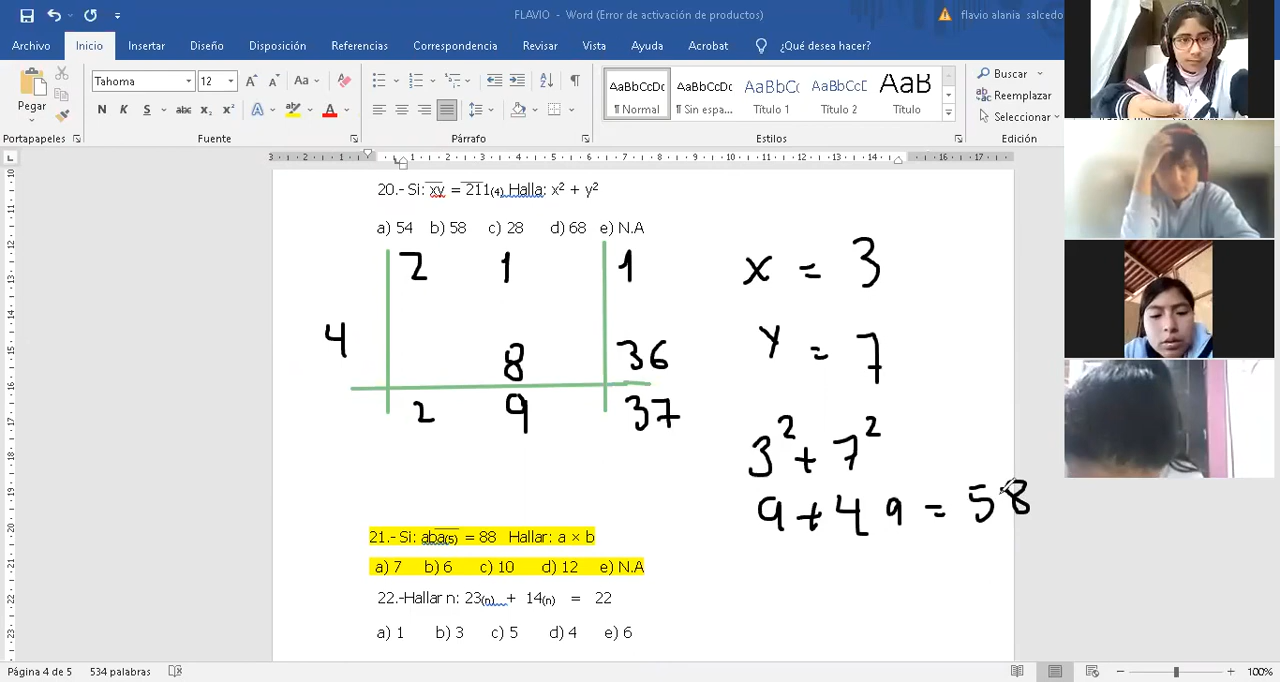 FLAVIO - Word (Error de activación de productos)
flavio alania salcedo
Archivo Inicio Insertar Diseño Disposición Referencias Correspondencia Revisar Vista Ayuda Acrobat ¿Qué desea hacer?
Pegar
Tahoma 12
N K S abc x₂ x²
AaBbCcDc AaBbCcDc AaBbCc AaBbCcD AaB
¶ Normal ¶ Sin espa... Título 1 Título 2 Título
Buscar
Reemplazar
Seleccionar
Portapapeles Fuente Párrafo Estilos Edición
20.- Si: xy = 211(4) Halla: x² + y²
a) 54 b) 58 c) 28 d) 68 e) N.A
2 1 1
4
8 36
2 9 37
x = 3
y = 7
3² + 7²
9 + 49 = 58
21.- Si: aba(5) = 88 Hallar: a × b
a) 7 b) 6 c) 10 d) 12 e) N.A
22.-Hallar n: 23(n) + 14(n) = 22
a) 1 b) 3 c) 5 d) 4 e) 6
Página 4 de 5 534 palabras
100%